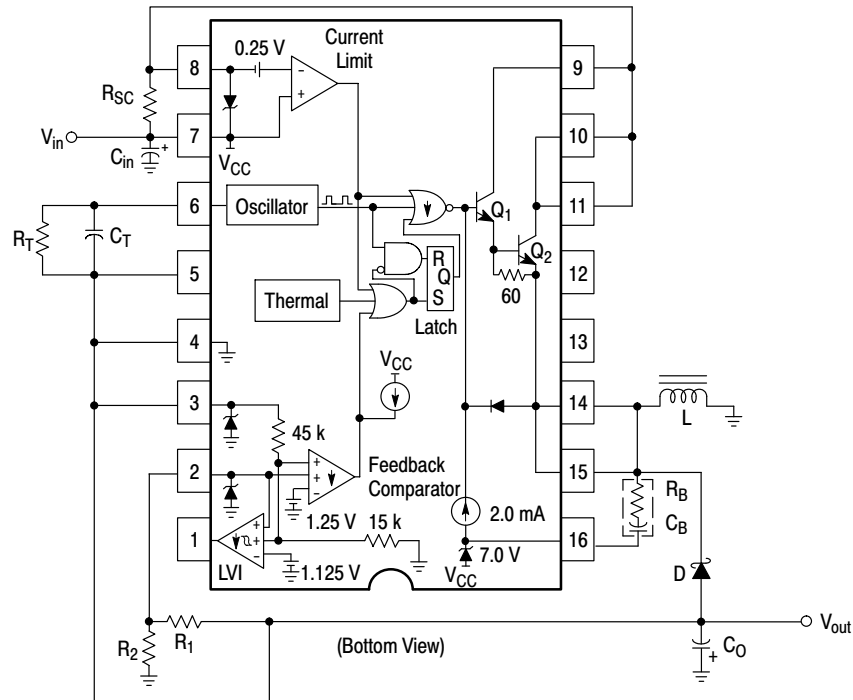 Current
Limit
0.25 V
8
9
RSC
Vin
7
10
Cin
+
VCC
6
Oscillator
11
Q1
RT
CT
R
Q
S
Q2
5
12
60
Thermal
Latch
4
13
VCC
3
14
L
45 k
2
Feedback
Comparator
15
RB
CB
2.0 mA
1.25 V
1
15 k
16
7.0 V
LVI
1.125 V
VCC
D
R2
R1
(Bottom View)
Vout
CO
+